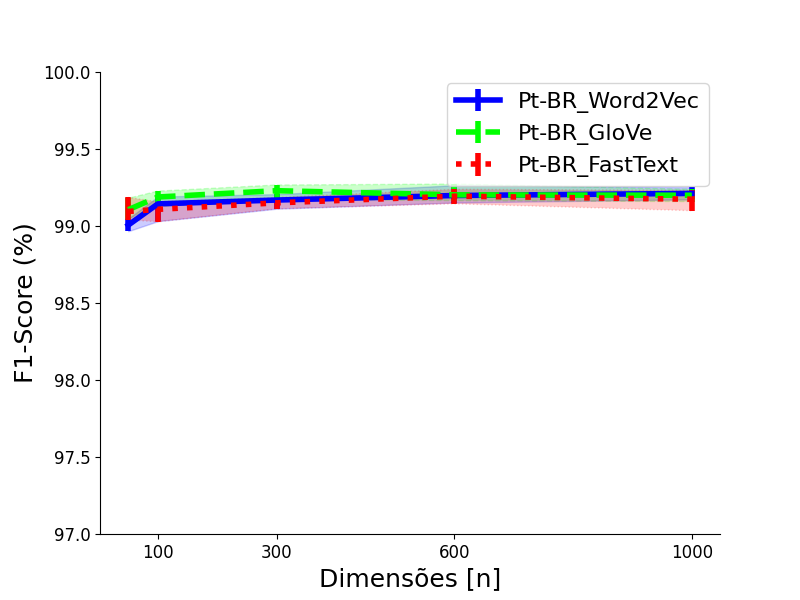 100.0
99.5
99.0
98.5
98.0
97.5
97.0
F1-Score (%)
Pt-BR_Word2Vec
Pt-BR_GloVe
Pt-BR_FastText
100 300 600 1000
Dimensões [n]